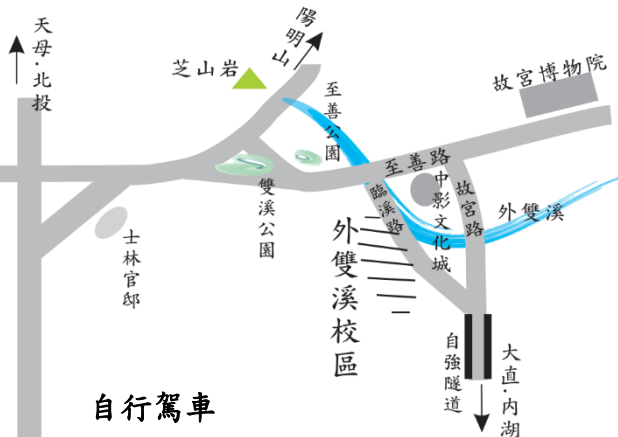 天母·北投
陽明山
芝山岩
至善公園
故宮博物院
至善路
雙溪公園
臨溪路
中影文化城
故宮路
外雙溪
士林官邸
外雙溪校區
自強隧道
大直·內湖
自行駕車